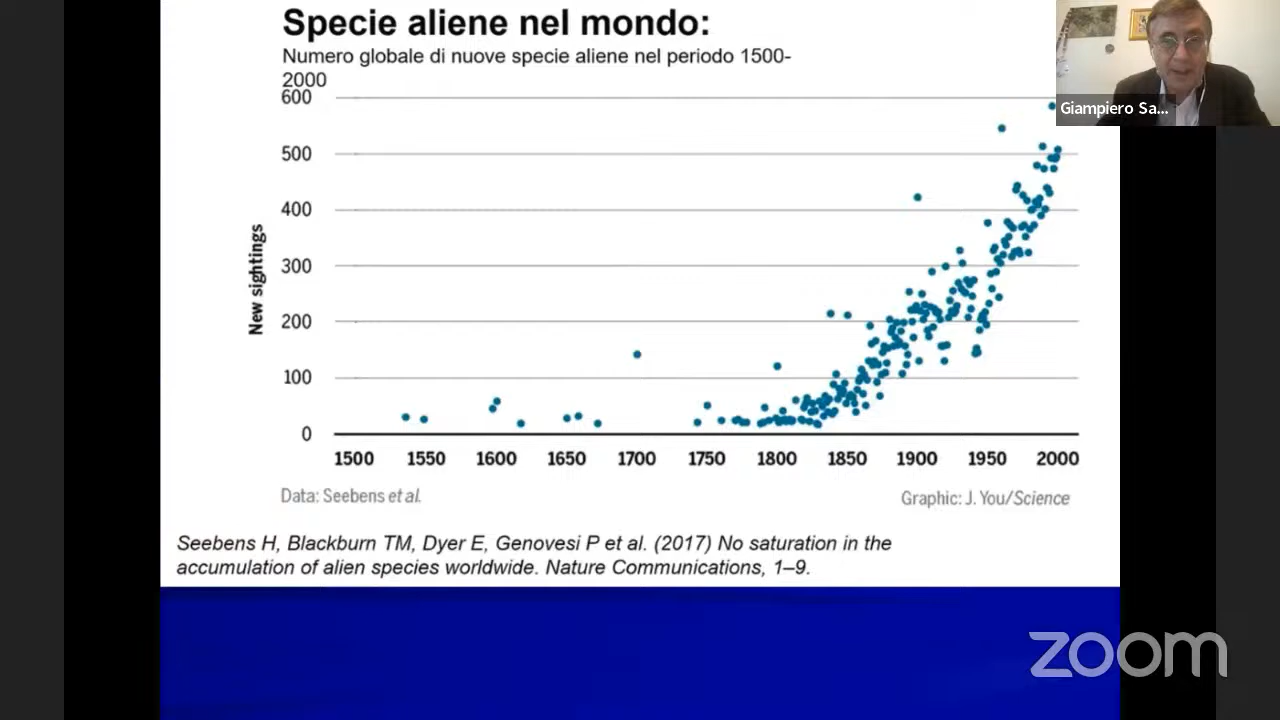 Specie aliene nel mondo:
Numero globale di nuove specie aliene nel periodo 1500-
2000
Giampiero Sa...
600
500
400
300
200
100
0
New sightings
1500 1550 1600 1650 1700 1750 1800 1850 1900 1950 2000
Data: Seebens et al.
Graphic: J. You/Science
Seebens H, Blackburn TM, Dyer E, Genovesi P et al. (2017) No saturation in the
accumulation of alien species worldwide. Nature Communications, 1–9.
zoom